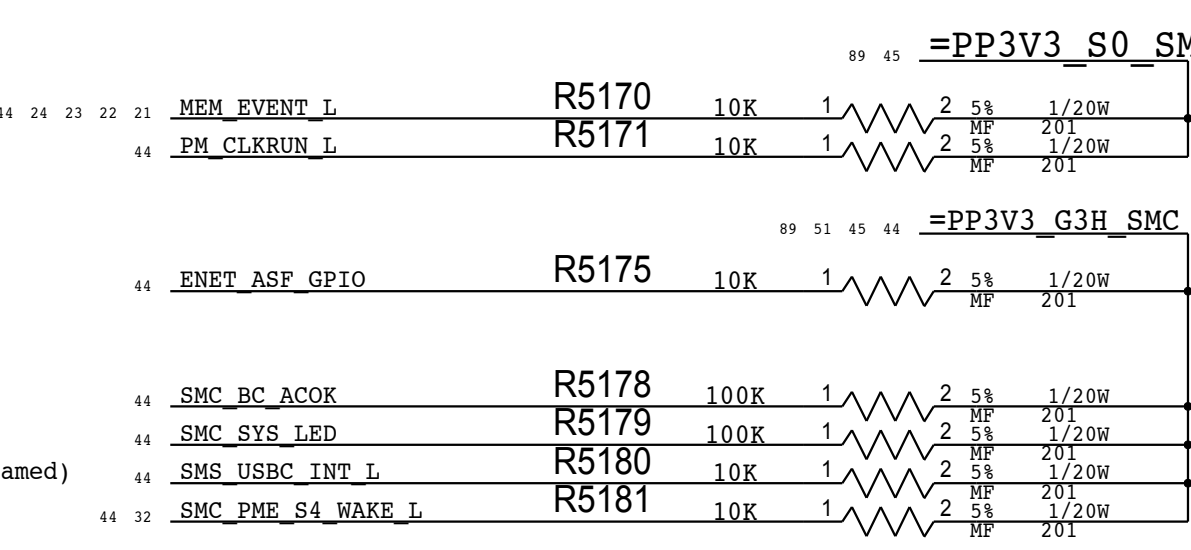 89 45 =PP3V3_S0_SM
44 24 23 22 21 MEM_EVENT_L R5170 10K 1 2 5% 1/20W
MF 201
44 PM_CLKRUN_L R5171 10K 1 2 5% 1/20W
MF 201
89 51 45 44 =PP3V3_G3H_SMC
44 ENET_ASF_GPIO R5175 10K 1 2 5% 1/20W
MF 201
44 SMC_BC_ACOK R5178 100K 1 2 5% 1/20W
MF 201
44 SMC_SYS_LED R5179 100K 1 2 5% 1/20W
MF 201
amed) 44 SMS_USBC_INT_L R5180 10K 1 2 5% 1/20W
MF 201
44 32 SMC_PME_S4_WAKE_L R5181 10K 1 2 5% 1/20W
MF 201